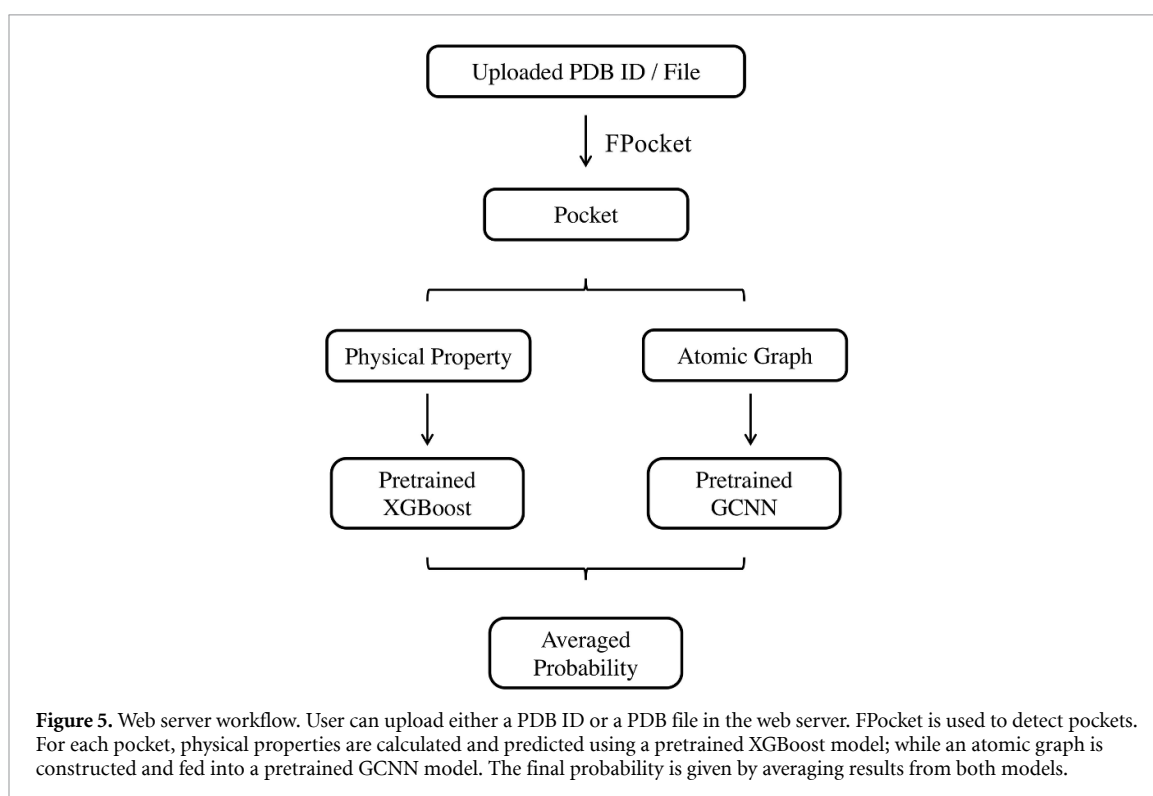 Uploaded PDB ID / File
FPocket
Pocket
Physical Property
Atomic Graph
Pretrained
XGBoost
Pretrained
GCNN
Averaged
Probability
Figure 5. Web server workflow. User can upload either a PDB ID or a PDB file in the web server. FPocket is used to detect pockets.
For each pocket, physical properties are calculated and predicted using a pretrained XGBoost model; while an atomic graph is
constructed and fed into a pretrained GCNN model. The final probability is given by averaging results from both models.